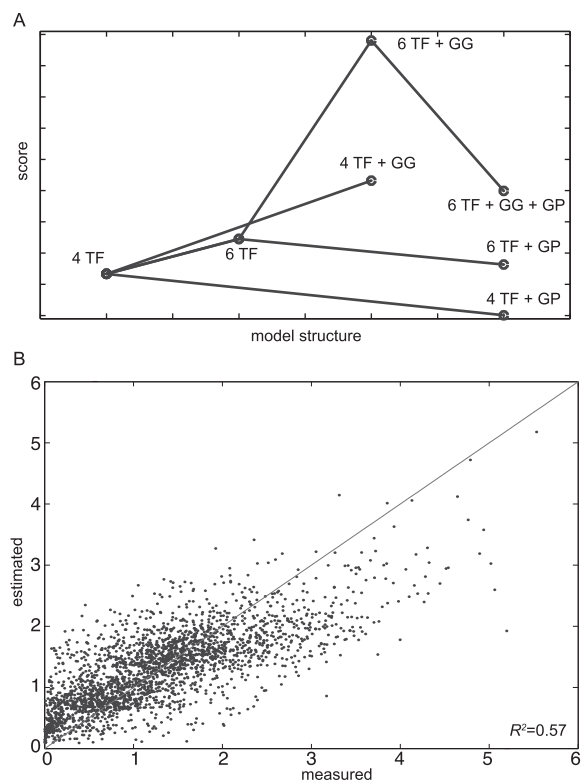 A
6 TF + GG
4 TF + GG
6 TF + GG + GP
4 TF
6 TF
6 TF + GP
4 TF + GP
score
model structure
B
6
5
4
3
2
1
0
estimated
R²=0.57
0 1 2 3 4 5 6
measured